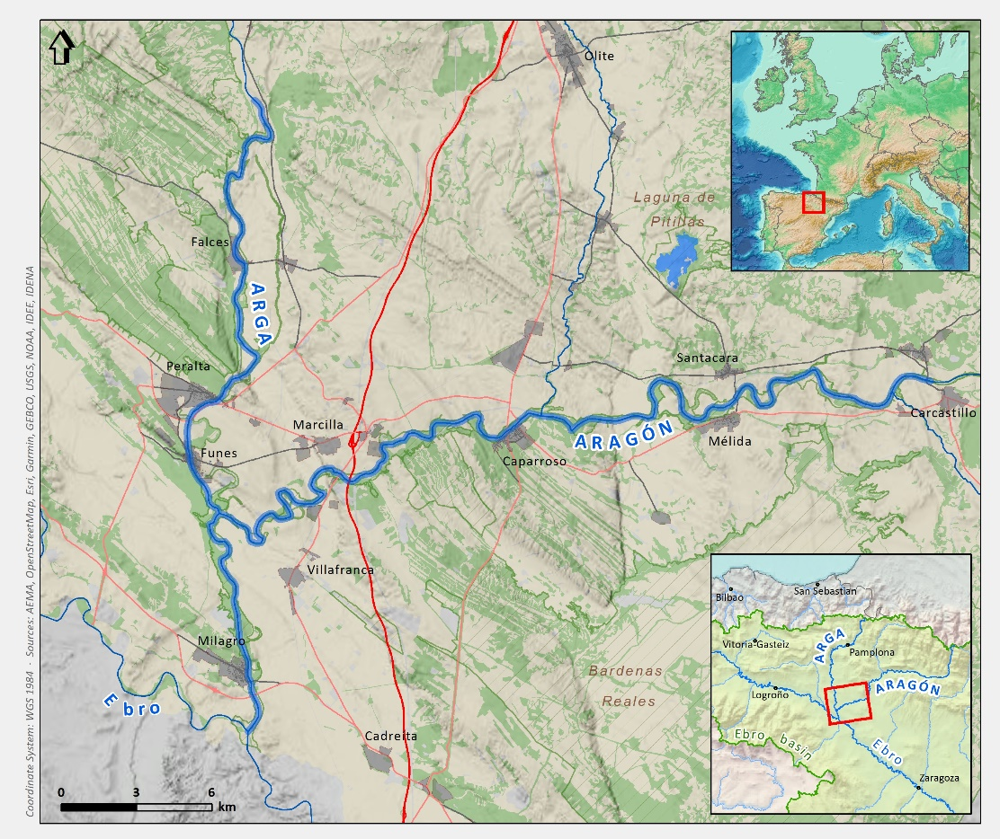 Olite
Laguna de
Pitillas
Falces
ARGA
Peralta
Santacara
Marcilla
ARAGÓN
Carcastillo
Mélida
Funes
Caparroso
Villafranca
Milagro
Bardenas
Reales
Ebro
Cadreita
0 3 6
km
Bilbao
San Sebastian
ARGA
Vitoria-Gasteiz
Pamplona
ARAGÓN
Logroño
Ebro basin
Ebro
Zaragoza
Coordinate System: WGS 1984 · Sources: AEMA, OpenStreetMap, Esri, Garmin, GEBCO, USGS, NOAA, IDEE, IDENA